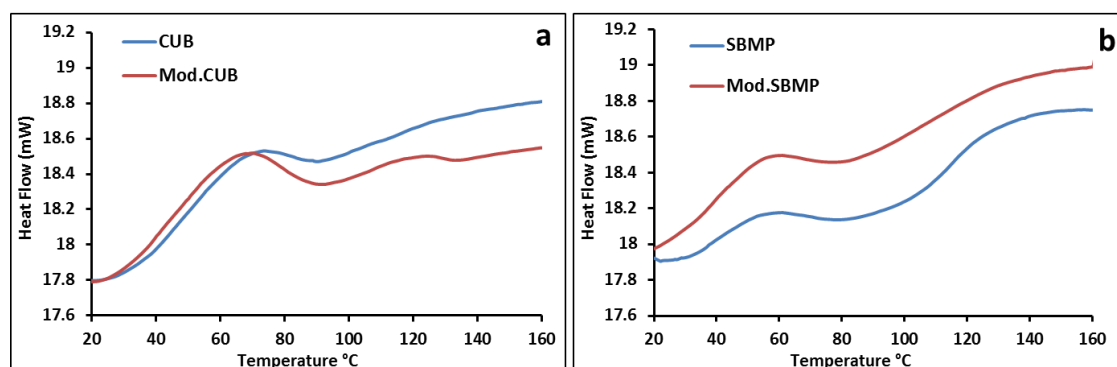 a
CUB
Mod.CUB
Heat Flow (mW)
19.2
19
18.8
18.6
18.4
18.2
18
17.8
17.6
20 40 60 80 100 120 140 160
Temperature °C
b
SBMP
Mod.SBMP
Heat Flow (mW)
19.2
19
18.8
18.6
18.4
18.2
18
17.8
17.6
20 40 60 80 100 120 140 160
Temperature °C